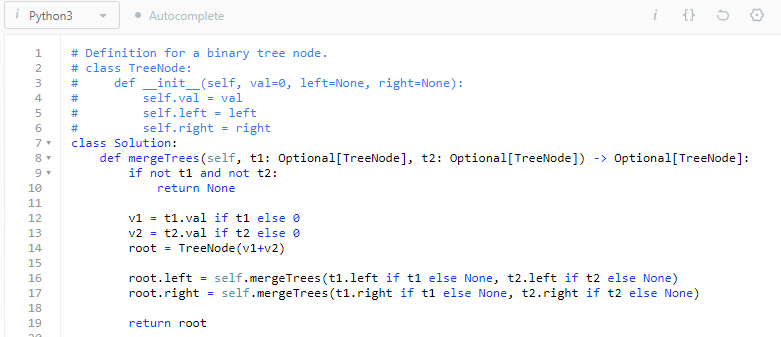 i Python3 Autocomplete i {}
1 # Definition for a binary tree node.
2 # class TreeNode:
3 #     def __init__(self, val=0, left=None, right=None):
4 #         self.val = val
5 #         self.left = left
6 #         self.right = right
7 class Solution:
8     def mergeTrees(self, t1: Optional[TreeNode], t2: Optional[TreeNode]) -> Optional[TreeNode]:
9         if not t1 and not t2:
10             return None
11
12         v1 = t1.val if t1 else 0
13         v2 = t2.val if t2 else 0
14         root = TreeNode(v1+v2)
15
16         root.left = self.mergeTrees(t1.left if t1 else None, t2.left if t2 else None)
17         root.right = self.mergeTrees(t1.right if t1 else None, t2.right if t2 else None)
18
19         return root